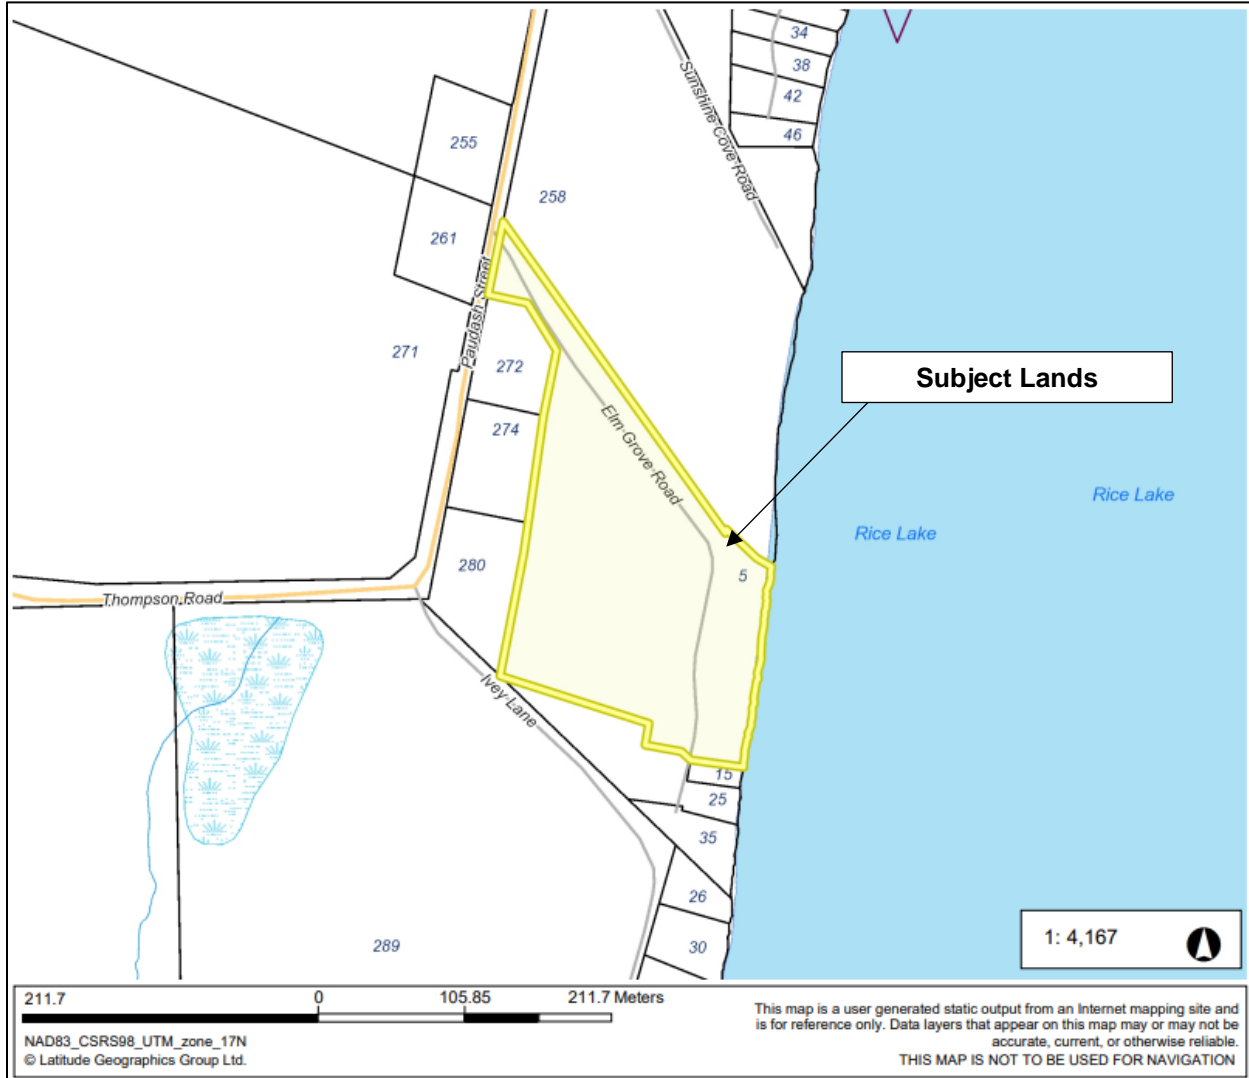 34
38
42
46
Sunshine Cove Road
255
258
261
Paudash Street
271
272
274
Subject Lands
Elm Grove Road
Rice Lake
Rice Lake
280
5
Thompson Road
Ivey Lane
15
25
35
26
30
289
1: 4,167
211.7 0 105.85 211.7 Meters
NAD83_CSRS98_UTM_zone_17N
© Latitude Geographics Group Ltd.
This map is a user generated static output from an Internet mapping site and
is for reference only. Data layers that appear on this map may or may not be
accurate, current, or otherwise reliable.
THIS MAP IS NOT TO BE USED FOR NAVIGATION